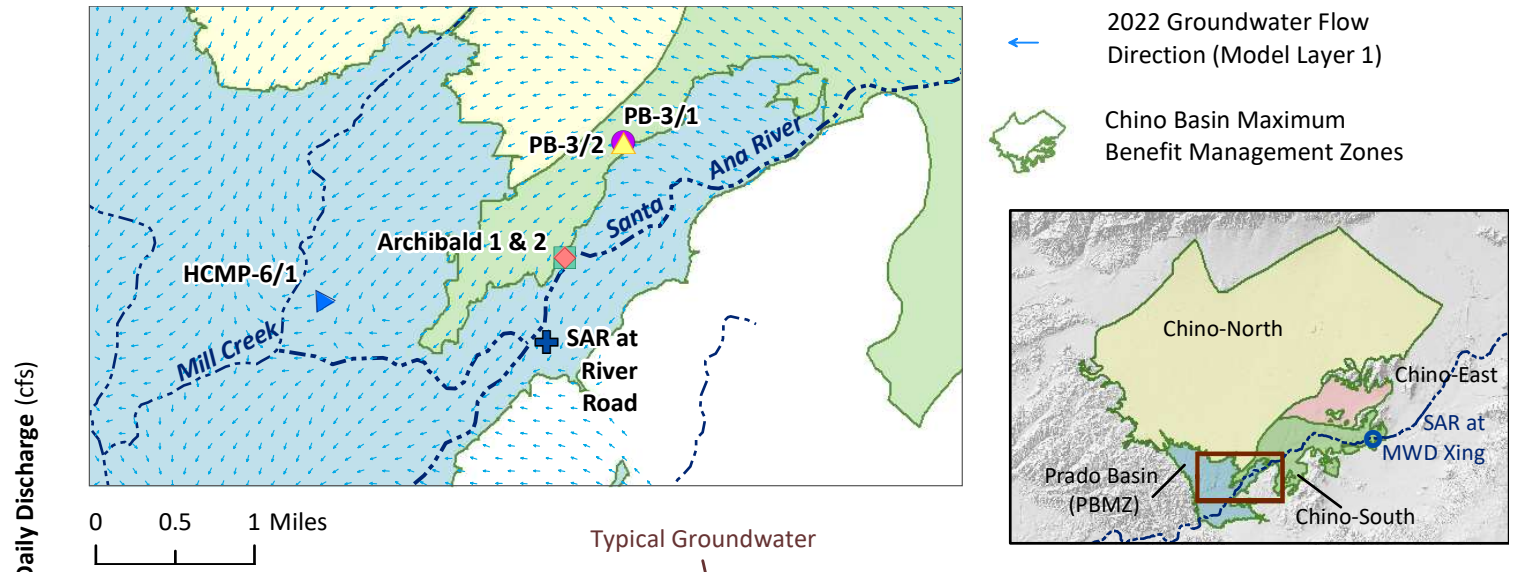 2022 Groundwater Flow
Direction (Model Layer 1)
Chino Basin Maximum
Benefit Management Zones
PB-3/1
PB-3/2
Santa Ana River
Archibald 1 & 2
HCMP-6/1
Mill Creek
SAR at
River
Road
0 0.5 1 Miles
Typical Groundwater
Daily Discharge (cfs)
Chino-North
Chino-East
SAR at
MWD Xing
Prado Basin
(PBMZ)
Chino-South